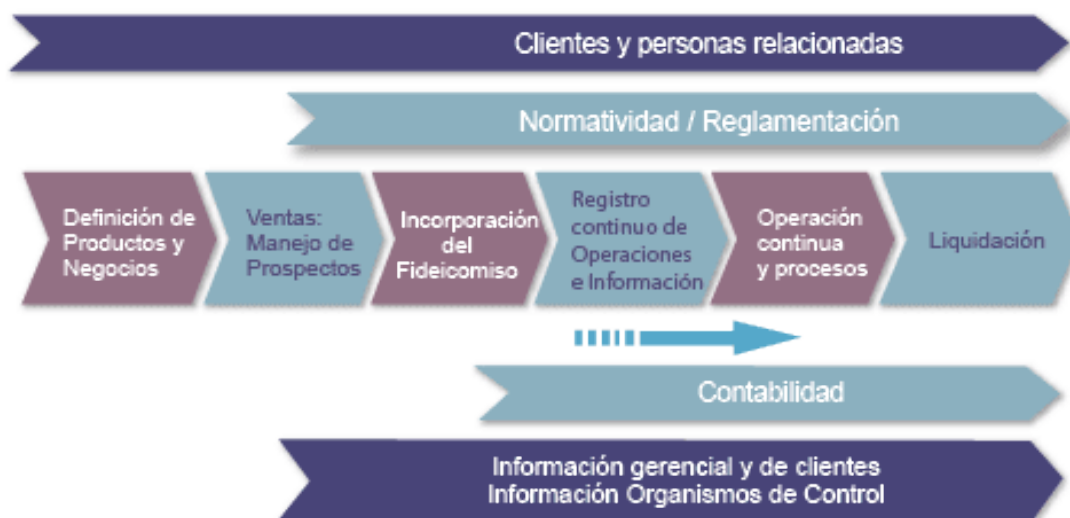 Clientes y personas relacionadas
Normatividad / Reglamentación
Definición de
Productos y
Negocios
Ventas:
Manejo de
Prospectos
Incorporación
del
Fideicomiso
Registro
continuo de
Operaciones
e Información
Operación
continua
y procesos
Liquidación
Contabilidad
Información gerencial y de clientes
Información Organismos de Control